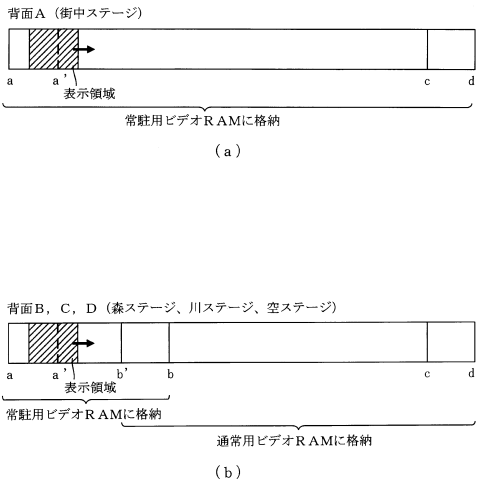 背面A(街中ステージ)
a a' c d
表示領域
常駐用ビデオRAMに格納
(a)
背面B,C,D(森ステージ、川ステージ、空ステージ)
a a' b' b c d
表示領域
常駐用ビデオRAMに格納
通常用ビデオRAMに格納
(b)